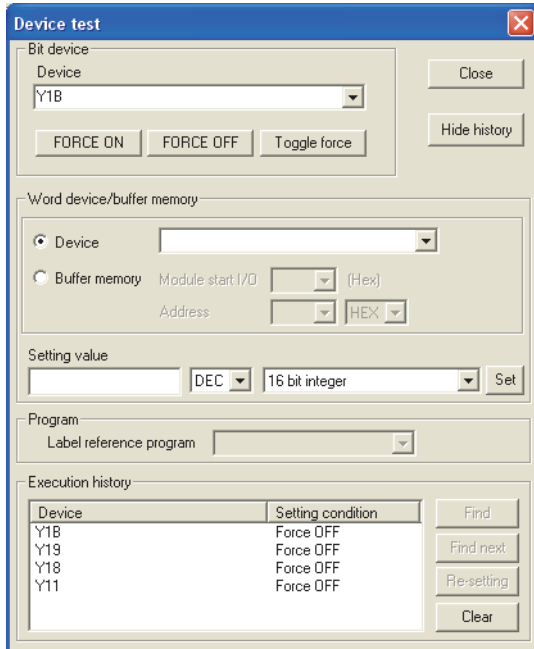 Device test
Bit device
Device
Close
Y1B
FORCE ON FORCE OFF Toggle force
Hide history
Word device/buffer memory
Device
Buffer memory Module start I/O (Hex)
Address HEX
Setting value
DEC 16 bit integer Set
Program
Label reference program
Execution history
Device Setting condition Find
Y1B Force OFF
Y19 Force OFF Find next
Y18 Force OFF
Y11 Force OFF Re-setting
Clear